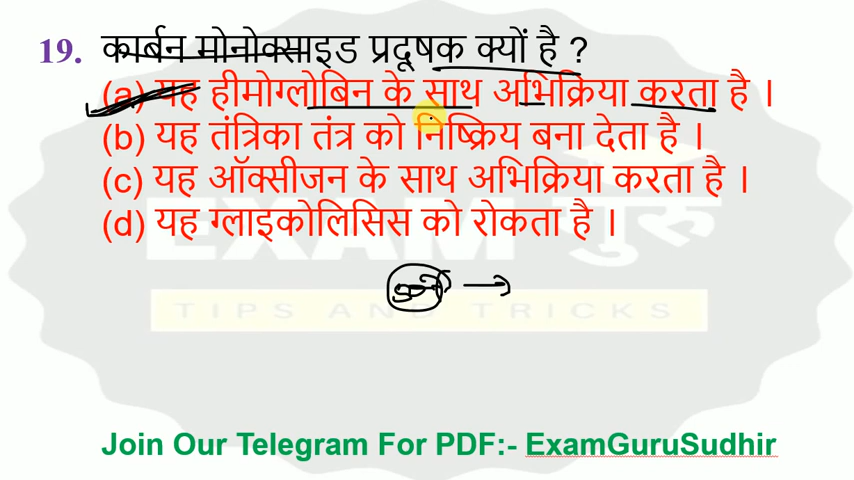 19. कार्बन मोनोक्साइड प्रदूषक क्यों है ?
(a) यह हीमोग्लोबिन के साथ अभिक्रिया करता है ।
(b) यह तंत्रिका तंत्र को निष्क्रिय बना देता है ।
(c) यह ऑक्सीजन के साथ अभिक्रिया करता है ।
(d) यह ग्लाइकोलिसिस को रोकता है ।
EXAM गुरु
TIPS AND TRICKS
Join Our Telegram For PDF:- ExamGuruSudhir